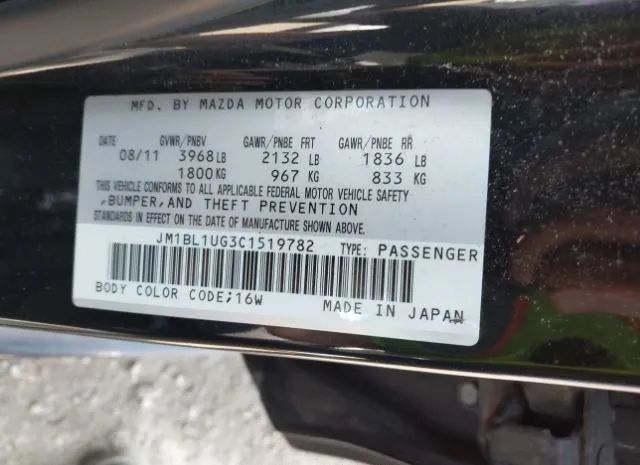 MFD. BY MAZDA MOTOR CORPORATION
DATE GVWR/PNBV GAWR/PNBE FRT GAWR/PNBE RR
08/11 3968 LB 2132 LB 1836 LB
1800 KG 967 KG 833 KG
THIS VEHICLE CONFORMS TO ALL APPLICABLE FEDERAL MOTOR VEHICLE SAFETY
,BUMPER,AND THEFT PREVENTION
STANDARDS IN EFFECT ON THE DATE OF MANUFACTURE SHOWN ABOVE.
JM1BL1UG3C1519782 TYPE: PASSENGER
BODY COLOR CODE;16W MADE IN JAPAN